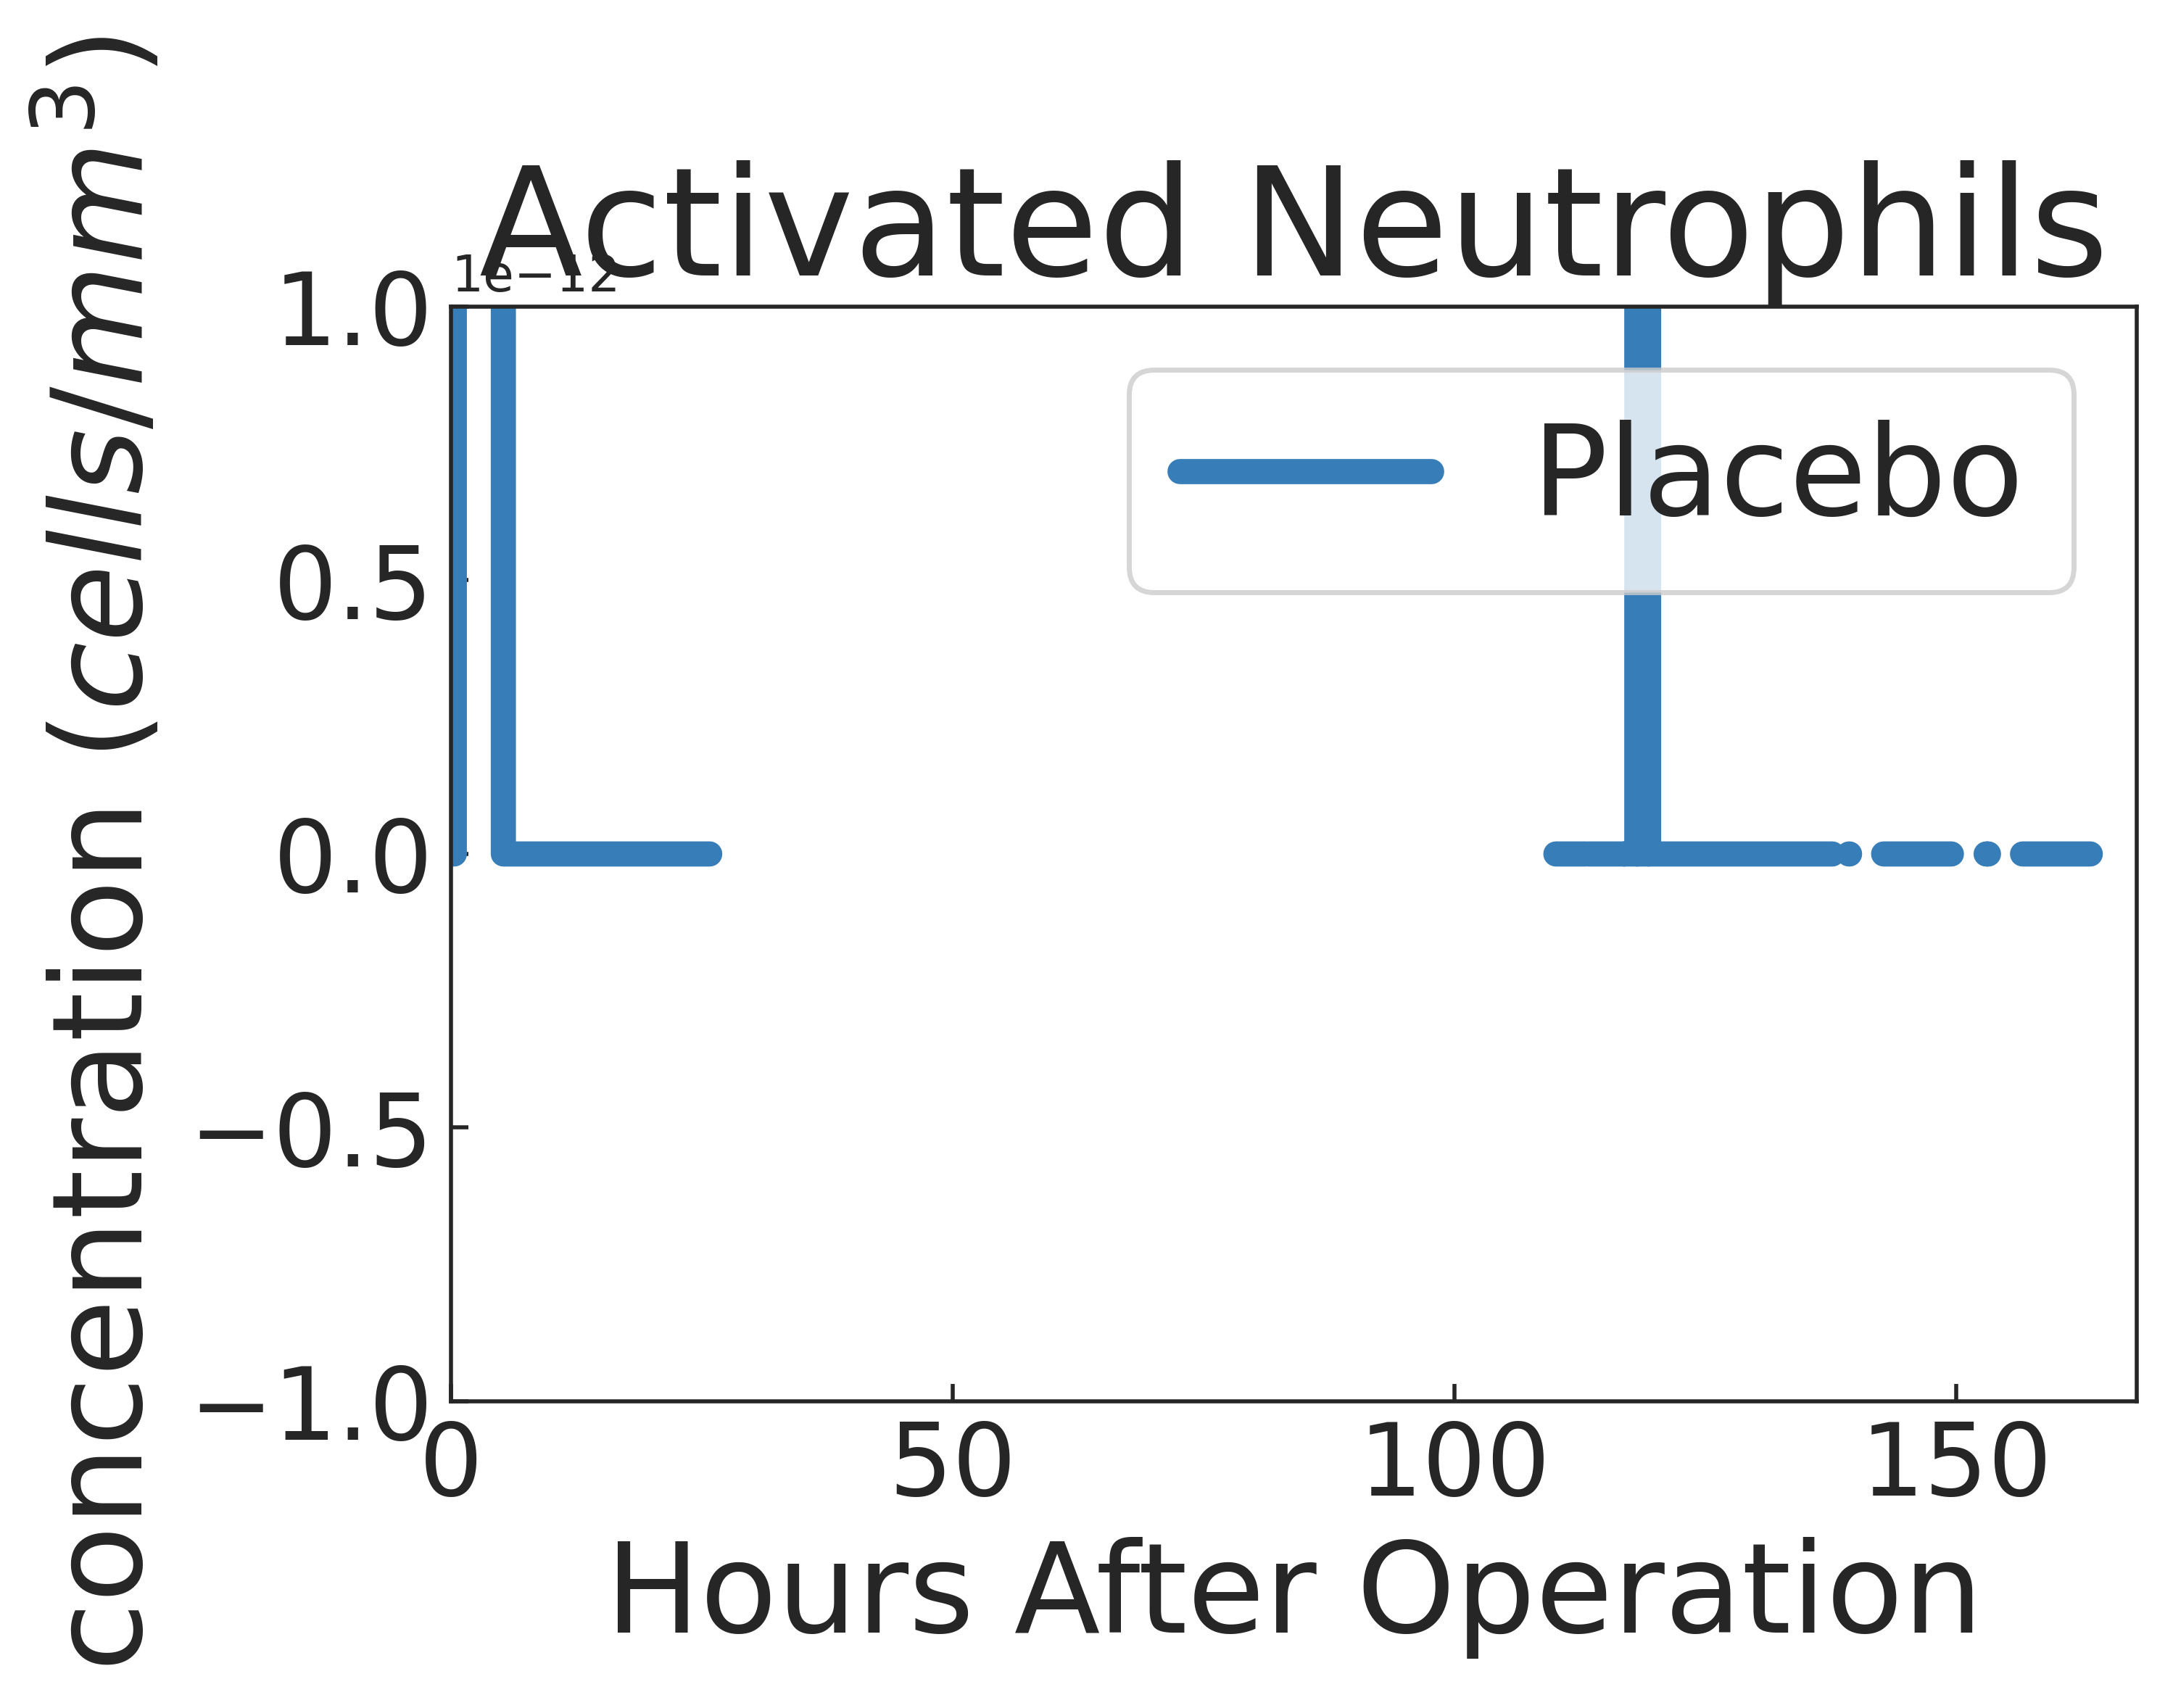 Activated Neutrophils
1e−12
concentration (cells/mm³)
1.0
0.5
0.0
−0.5
−1.0
Placebo
0 50 100 150
Hours After Operation